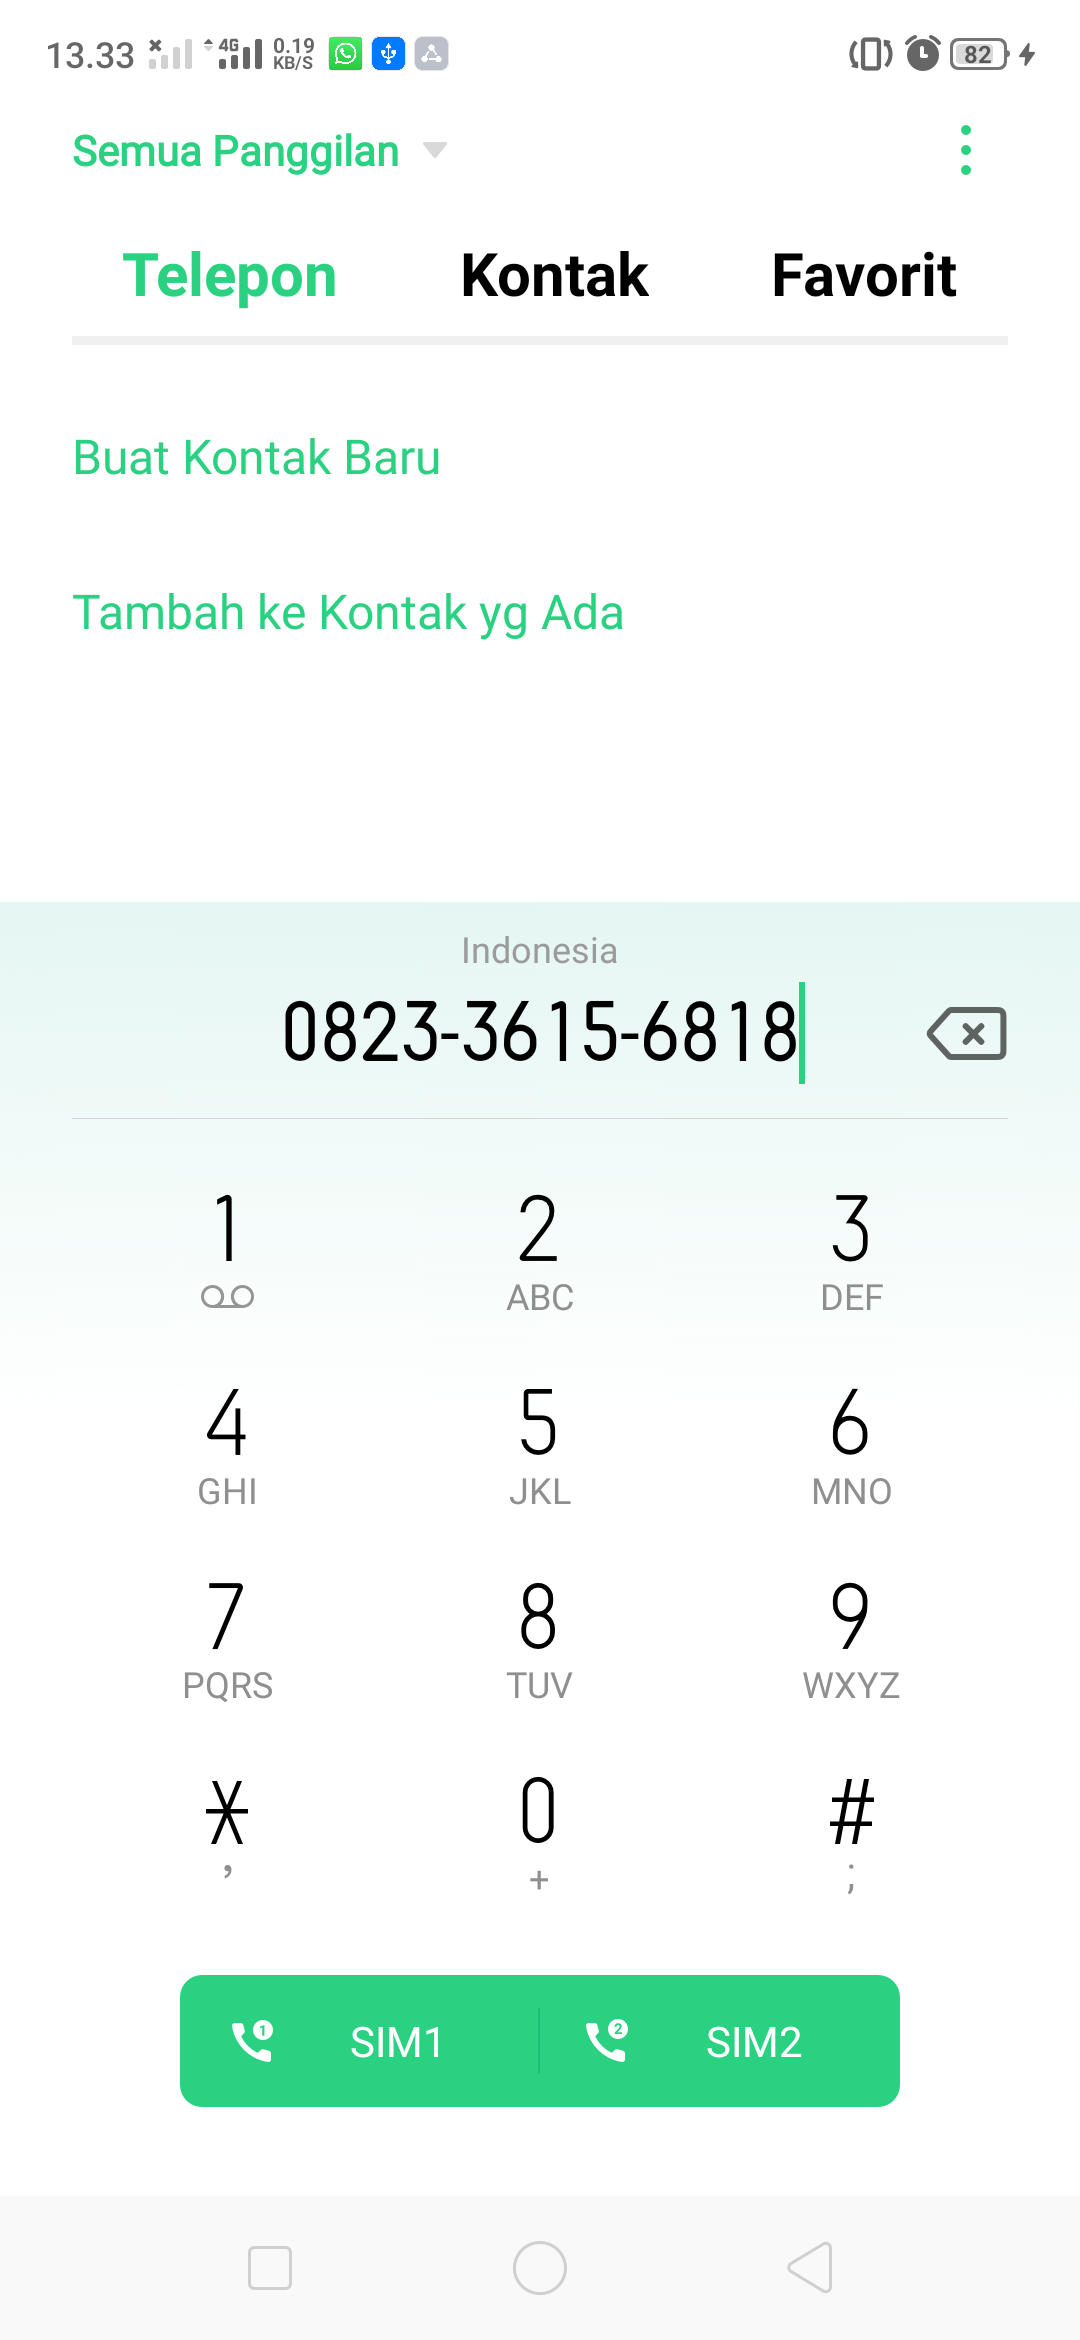 13.33 4G 0.19 KB/S 82
Semua Panggilan
Telepon Kontak Favorit
Buat Kontak Baru
Tambah ke Kontak yg Ada
Indonesia
0823-3615-6818
1 2 3
ABC DEF
4 5 6
GHI JKL MNO
7 8 9
PQRS TUV WXYZ
* 0 #
, + ;
1 SIM1 2 SIM2